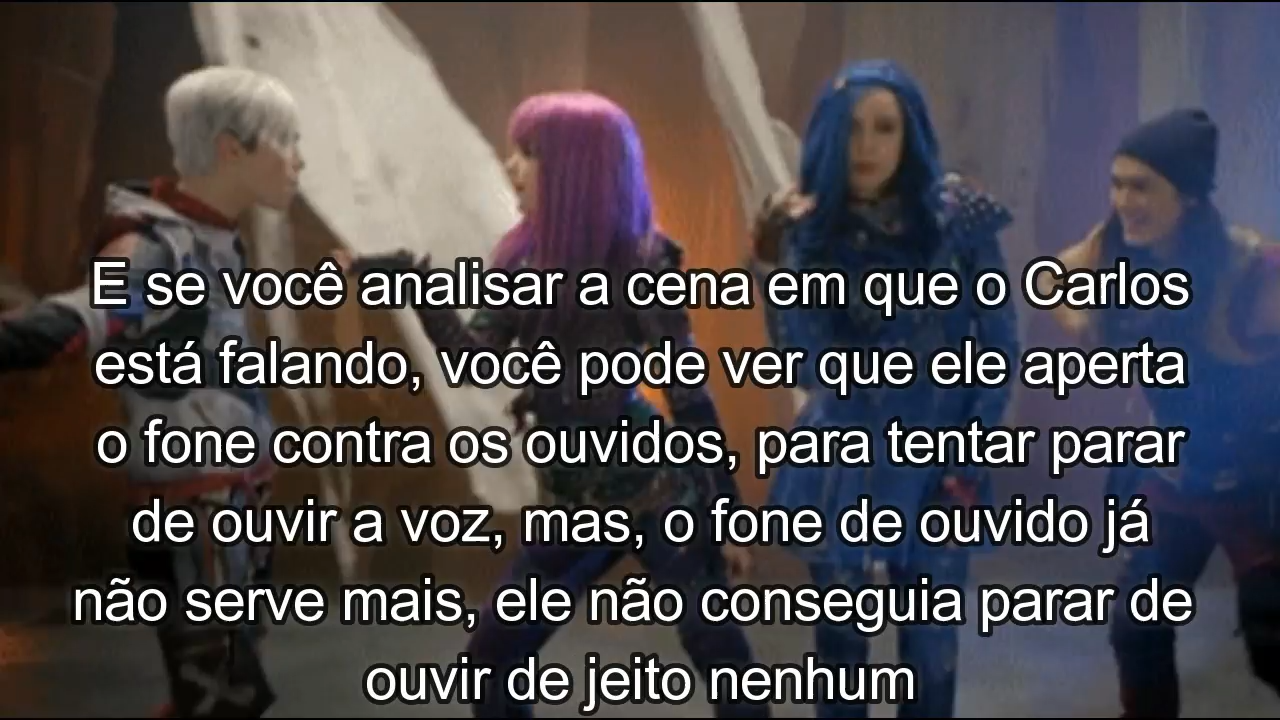 E se você analisar a cena em que o Carlos
está falando, você pode ver que ele aperta
o fone contra os ouvidos, para tentar parar
de ouvir a voz, mas, o fone de ouvido já
não serve mais, ele não conseguia parar de
ouvir de jeito nenhum